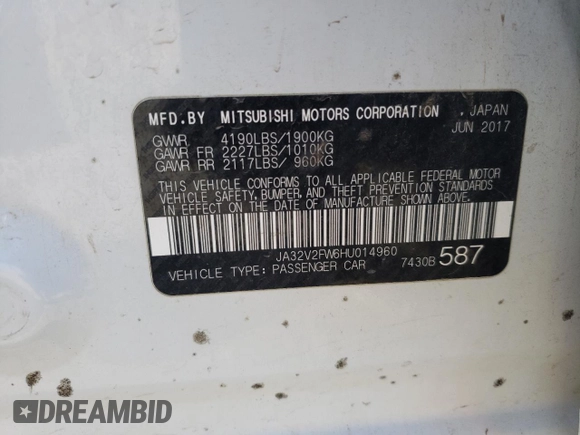 MFD.BY MITSUBISHI MOTORS CORPORATION . JAPAN
JUN 2017
GVWR 4190LBS/1900KG
GAWR FR 2227LBS/1010KG
GAWR RR 2117LBS/ 960KG
THIS VEHICLE CONFORMS TO ALL APPLICABLE FEDERAL MOTOR
VEHICLE SAFETY, BUMPER, AND THEFT PREVENTION STANDARDS
IN EFFECT ON THE DATE OF MANUFACTURE SHOWN ABOVE.
JA32V2FW6HU014960
VEHICLE TYPE: PASSENGER CAR 7430B 587
DREAMBID